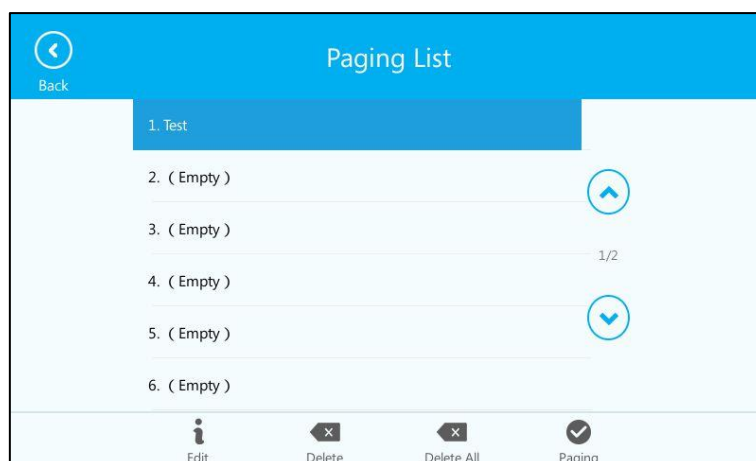 Paging List
Back
1. Test
2. ( Empty )
3. ( Empty )
1/2
4. ( Empty )
5. ( Empty )
6. ( Empty )
Edit Delete Delete All Paging